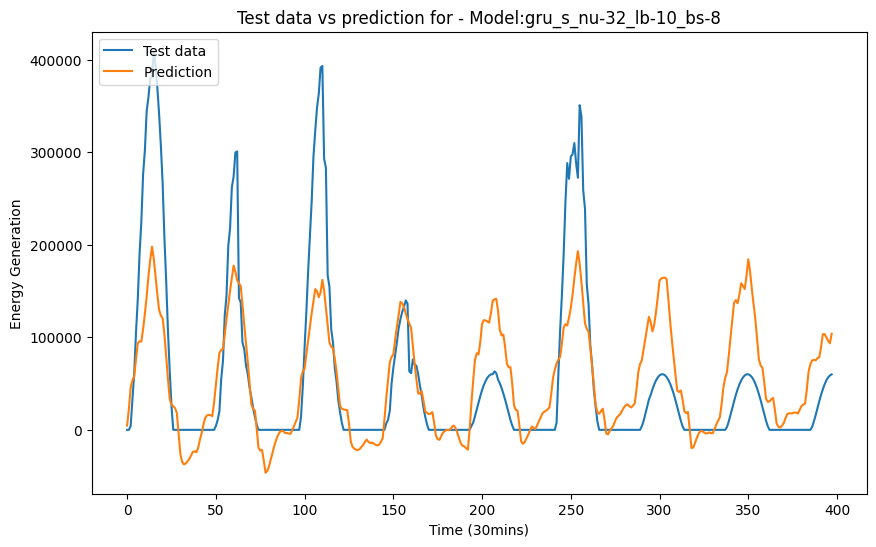 Test data vs prediction for - Model:gru_s_nu-32_lb-10_bs-8
Test data
Prediction
Energy Generation
400000
300000
200000
100000
0
0 50 100 150 200 250 300 350 400
Time (30mins)